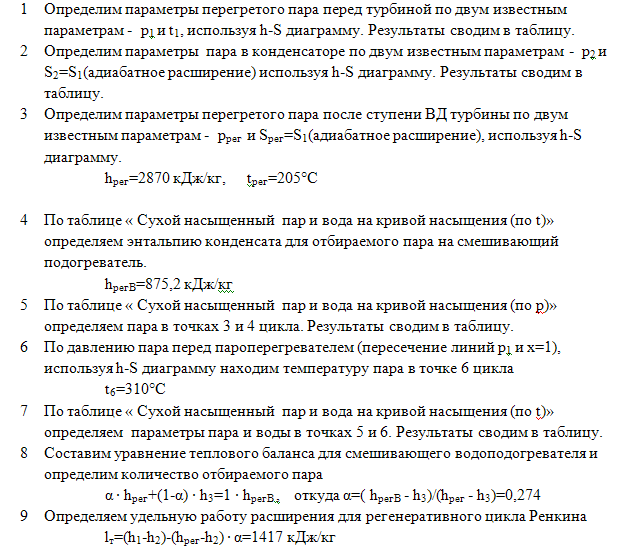 1 Определим параметры перегретого пара перед турбиной по двум известным
параметрам - p1 и t1, используя h-S диаграмму. Результаты сводим в таблицу.
2 Определим параметры пара в конденсаторе по двум известным параметрам - p2 и
S2=S1(адиабатное расширение) используя h-S диаграмму. Результаты сводим в
таблицу.
3 Определим параметры перегретого пара после ступени ВД турбины по двум
известным параметрам - pрег и Sрег=S1(адиабатное расширение), используя h-S
диаграмму.
hрег=2870 кДж/кг, tрег=205°С
4 По таблице « Сухой насыщенный пар и вода на кривой насыщения (по t)»
определяем энтальпию конденсата для отбираемого пара на смешивающий
подогреватель.
hрегВ=875,2 кДж/кг
5 По таблице « Сухой насыщенный пар и вода на кривой насыщения (по p)»
определяем пара в точках 3 и 4 цикла. Результаты сводим в таблицу.
6 По давлению пара перед пароперегревателем (пересечение линий p1 и x=1),
используя h-S диаграмму находим температуру пара в точке 6 цикла
t6=310°С
7 По таблице « Сухой насыщенный пар и вода на кривой насыщения (по t)»
определяем параметры пара и воды в точках 5 и 6. Результаты сводим в таблицу.
8 Составим уравнение теплового баланса для смешивающего водоподогревателя и
определим количество отбираемого пара
α · hрег+(1-α) · h3=1 · hрегВ., откуда α=( hрегВ - h3)/(hрег - h3)=0,274
9 Определяем удельную работу расширения для регенеративного цикла Ренкина
lт=(h1-h2)-(hрег-h2) · α=1417 кДж/кг